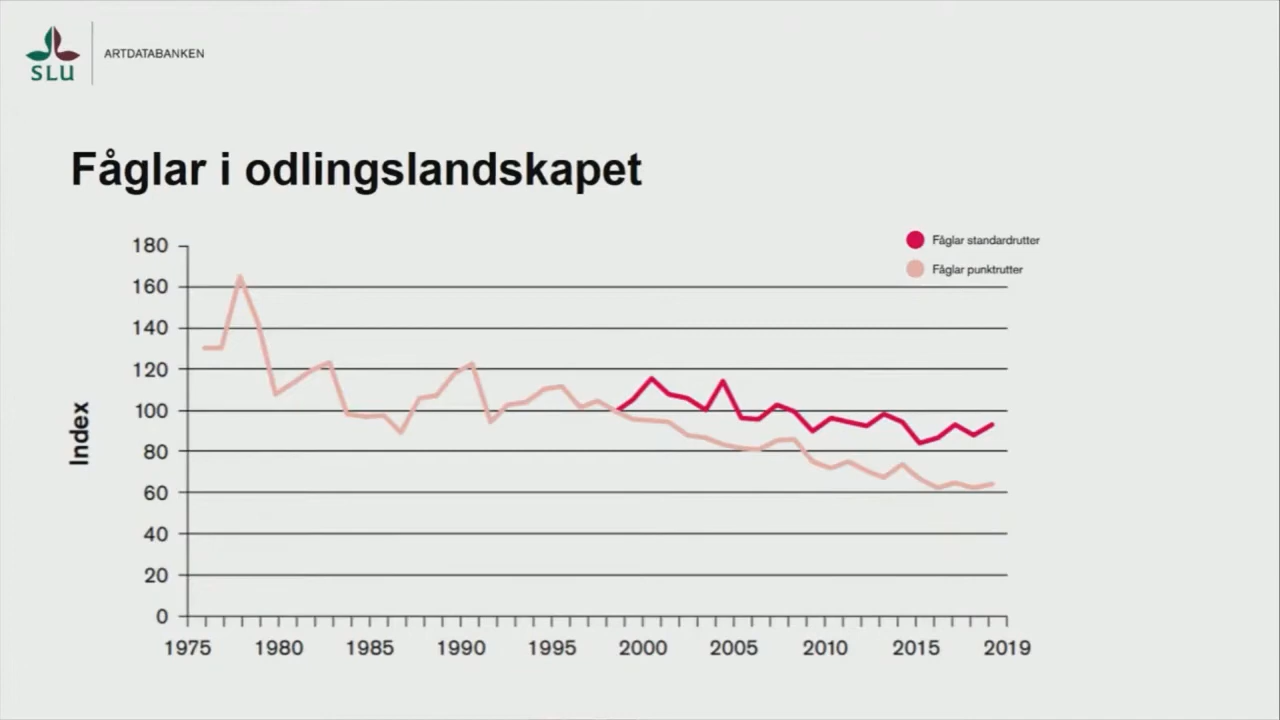 SLU
ARTDATABANKEN
Fåglar i odlingslandskapet
Fåglar standardrutter
Fåglar punktrutter
Index
180
160
140
120
100
80
60
40
20
0
1975 1980 1985 1990 1995 2000 2005 2010 2015 2019